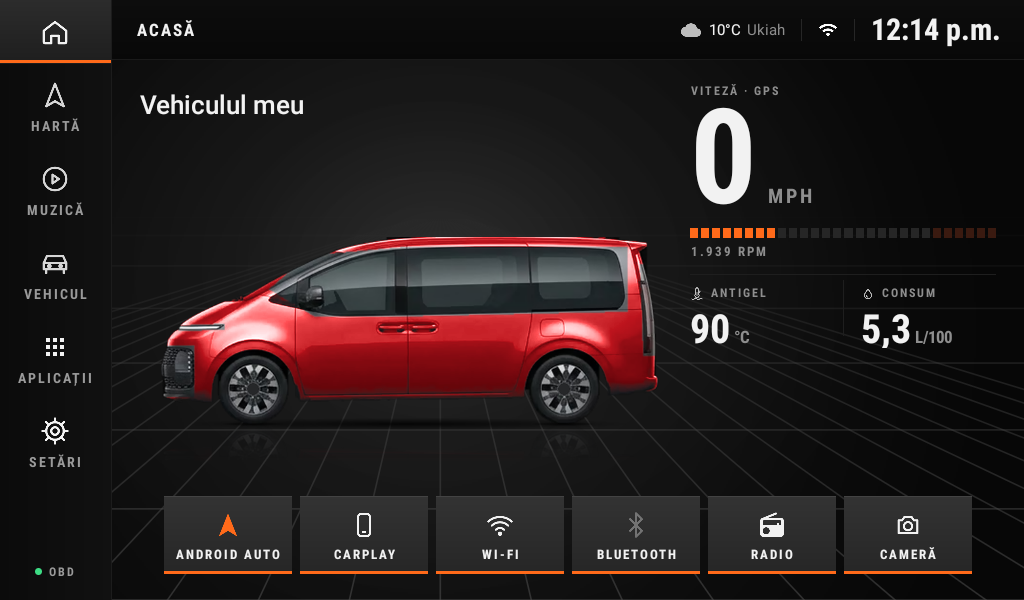 ACASĂ
10°C Ukiah
12:14 p.m.
HARTĂ
MUZICĂ
VEHICUL
APLICAȚII
SETĂRI
OBD
Vehiculul meu
VITEZĂ · GPS
0 MPH
1.939 RPM
ANTIGEL
90 °C
CONSUM
5,3 L/100
ANDROID AUTO
CARPLAY
WI-FI
BLUETOOTH
RADIO
CAMERĂ